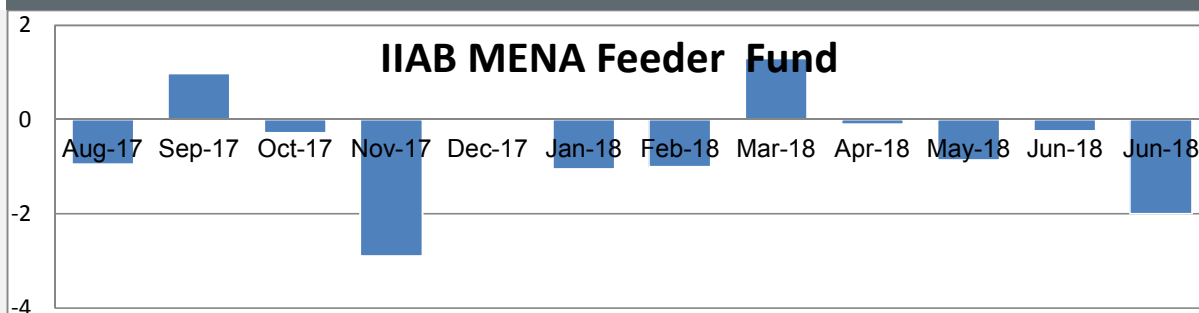 2
IIAB MENA Feeder Fund
0
Aug-17 Sep-17 Oct-17 Nov-17 Dec-17 Jan-18 Feb-18 Mar-18 Apr-18 May-18 Jun-18 Jun-18
-2
-4